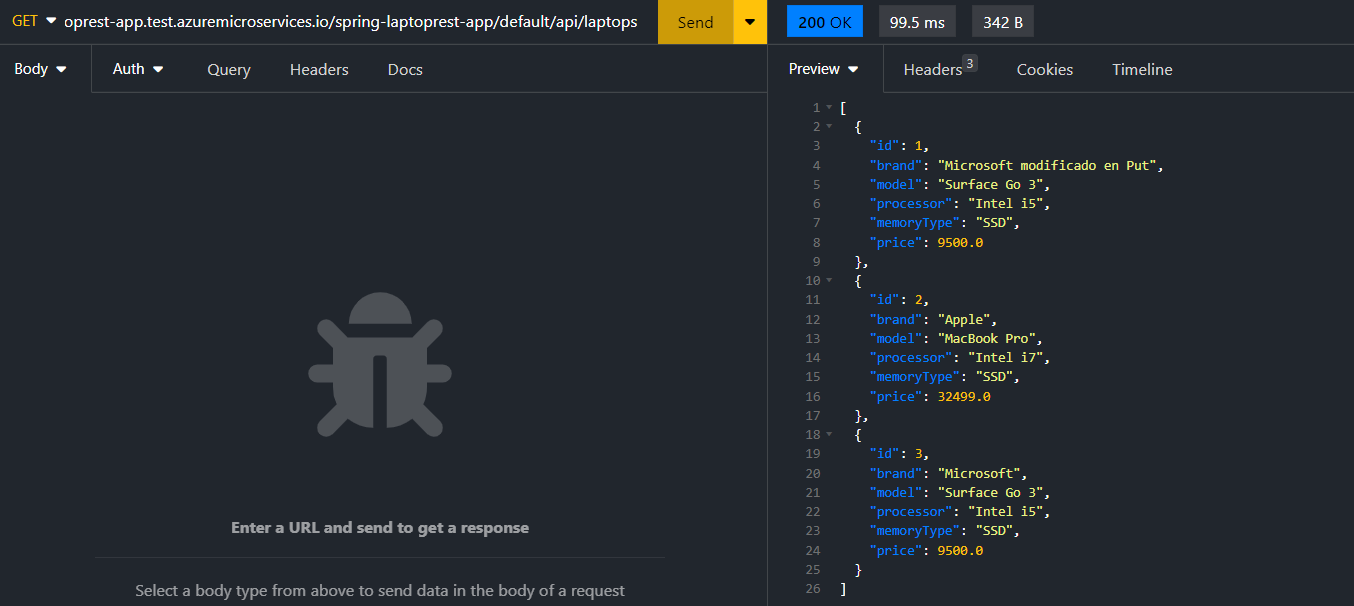 GET oprest-app.test.azuremicroservices.io/spring-laptoprest-app/default/api/laptops Send 200 OK 99.5 ms 342 B
Body Auth Query Headers Docs Preview Headers 3 Cookies Timeline
1 [
2 {
3 "id": 1,
4 "brand": "Microsoft modificado en Put",
5 "model": "Surface Go 3",
6 "processor": "Intel i5",
7 "memoryType": "SSD",
8 "price": 9500.0
9 },
10 {
11 "id": 2,
12 "brand": "Apple",
13 "model": "MacBook Pro",
14 "processor": "Intel i7",
15 "memoryType": "SSD",
16 "price": 32499.0
17 },
18 {
19 "id": 3,
20 "brand": "Microsoft",
21 "model": "Surface Go 3",
22 "processor": "Intel i5",
23 "memoryType": "SSD",
24 "price": 9500.0
25 }
26 ]
Enter a URL and send to get a response
Select a body type from above to send data in the body of a request